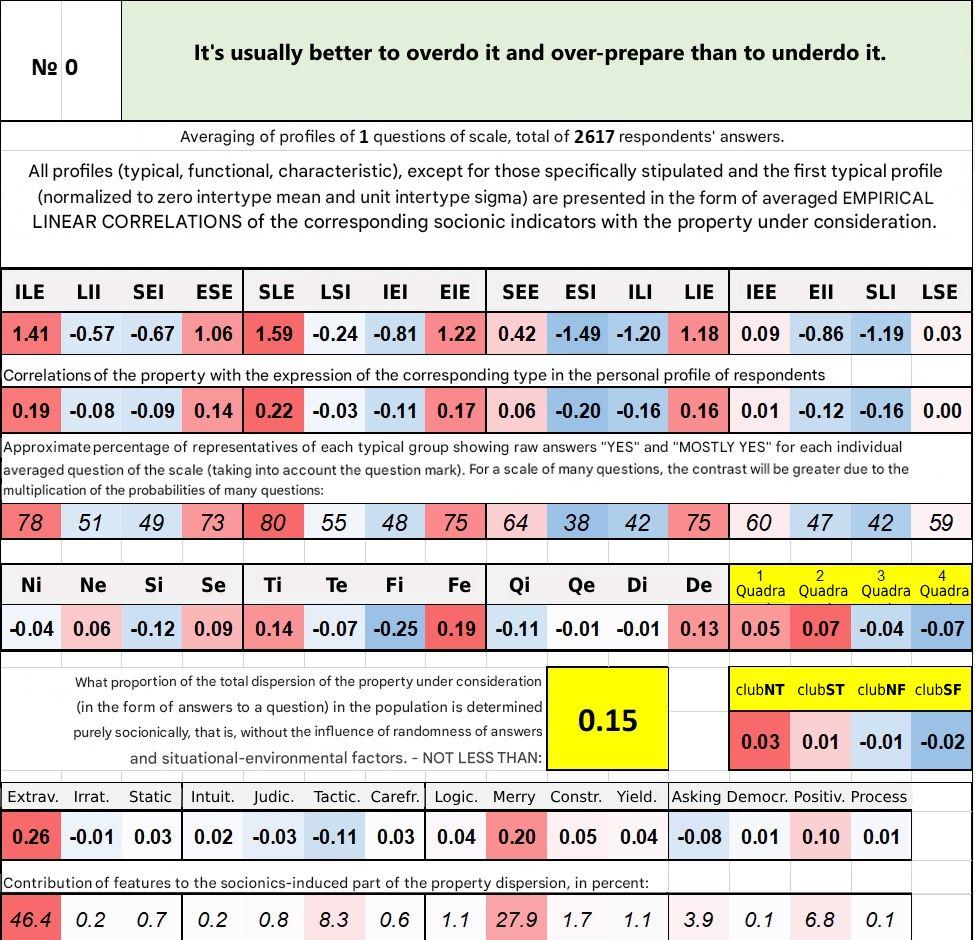 № 0
It's usually better to overdo it and over-prepare than to underdo it.
Averaging of profiles of 1 questions of scale, total of 2617 respondents' answers.
All profiles (typical, functional, characteristic), except for those specifically stipulated and the first typical profile
(normalized to zero intertype mean and unit intertype sigma) are presented in the form of averaged EMPIRICAL
LINEAR CORRELATIONS of the corresponding socionic indicators with the property under consideration.
ILE LII SEI ESE SLE LSI IEI EIE SEE ESI ILI LIE IEE EII SLI LSE
1.41 -0.57 -0.67 1.06 1.59 -0.24 -0.81 1.22 0.42 -1.49 -1.20 1.18 0.09 -0.86 -1.19 0.03
Correlations of the property with the expression of the corresponding type in the personal profile of respondents
0.19 -0.08 -0.09 0.14 0.22 -0.03 -0.11 0.17 0.06 -0.20 -0.16 0.16 0.01 -0.12 -0.16 0.00
Approximate percentage of representatives of each typical group showing raw answers "YES" and "MOSTLY YES" for each individual
averaged question of the scale (taking into account the question mark). For a scale of many questions, the contrast will be greater due to the
multiplication of the probabilities of many questions:
78 51 49 73 80 55 48 75 64 38 42 75 60 47 42 59
Ni Ne Si Se Ti Te Fi Fe Qi Qe Di De 1 Quadra 2 Quadra 3 Quadra 4 Quadra
-0.04 0.06 -0.12 0.09 0.14 -0.07 -0.25 0.19 -0.11 -0.01 -0.01 0.13 0.05 0.07 -0.04 -0.07
What proportion of the total dispersion of the property under consideration
(in the form of answers to a question) in the population is determined
purely socionically, that is, without the influence of randomness of answers
and situational-environmental factors. - NOT LESS THAN:
0.15
clubNT clubST clubNF clubSF
0.03 0.01 -0.01 -0.02
Extrav. Irrat. Static Intuit. Judic. Tactic. Carefr. Logic. Merry Constr. Yield. Asking Democr. Positiv. Process
0.26 -0.01 0.03 0.02 -0.03 -0.11 0.03 0.04 0.20 0.05 0.04 -0.08 0.01 0.10 0.01
Contribution of features to the socionics-induced part of the property dispersion, in percent:
46.4 0.2 0.7 0.2 0.8 8.3 0.6 1.1 27.9 1.7 1.1 3.9 0.1 6.8 0.1